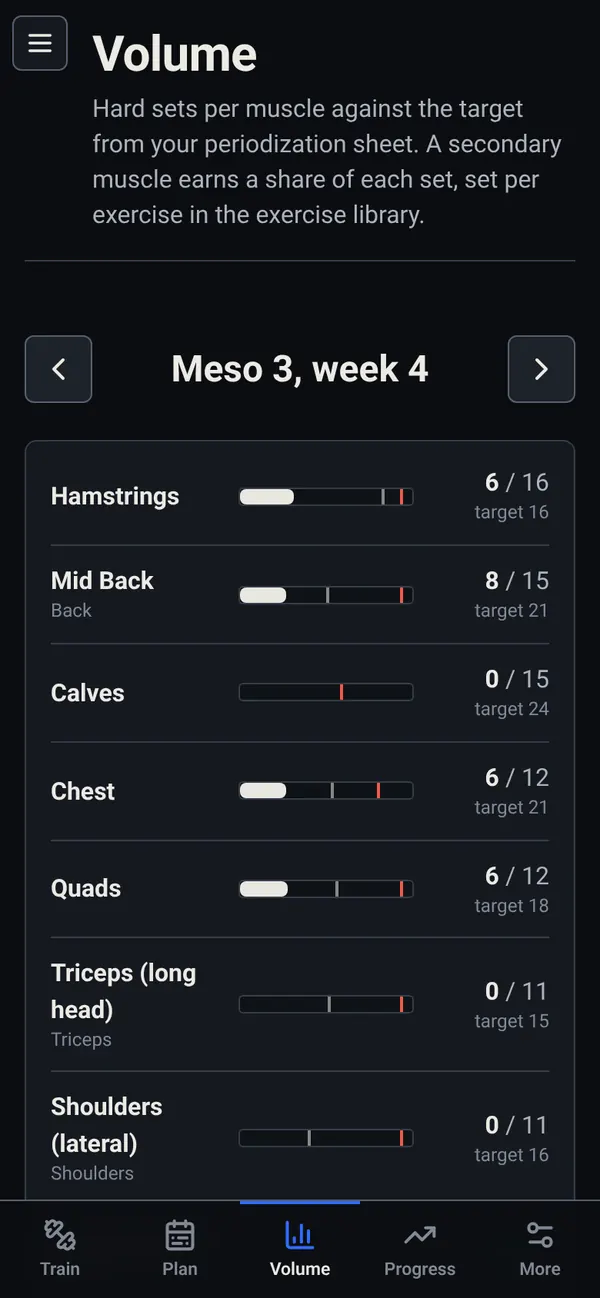 Volume
Hard sets per muscle against the target
from your periodization sheet. A secondary
muscle earns a share of each set, set per
exercise in the exercise library.
Meso 3, week 4
Hamstrings
6 / 16
target 16
Mid Back
Back
8 / 15
target 21
Calves
0 / 15
target 24
Chest
6 / 12
target 21
Quads
6 / 12
target 18
Triceps (long
head)
Triceps
0 / 11
target 15
Shoulders
(lateral)
Shoulders
0 / 11
target 16
Train
Plan
Volume
Progress
More